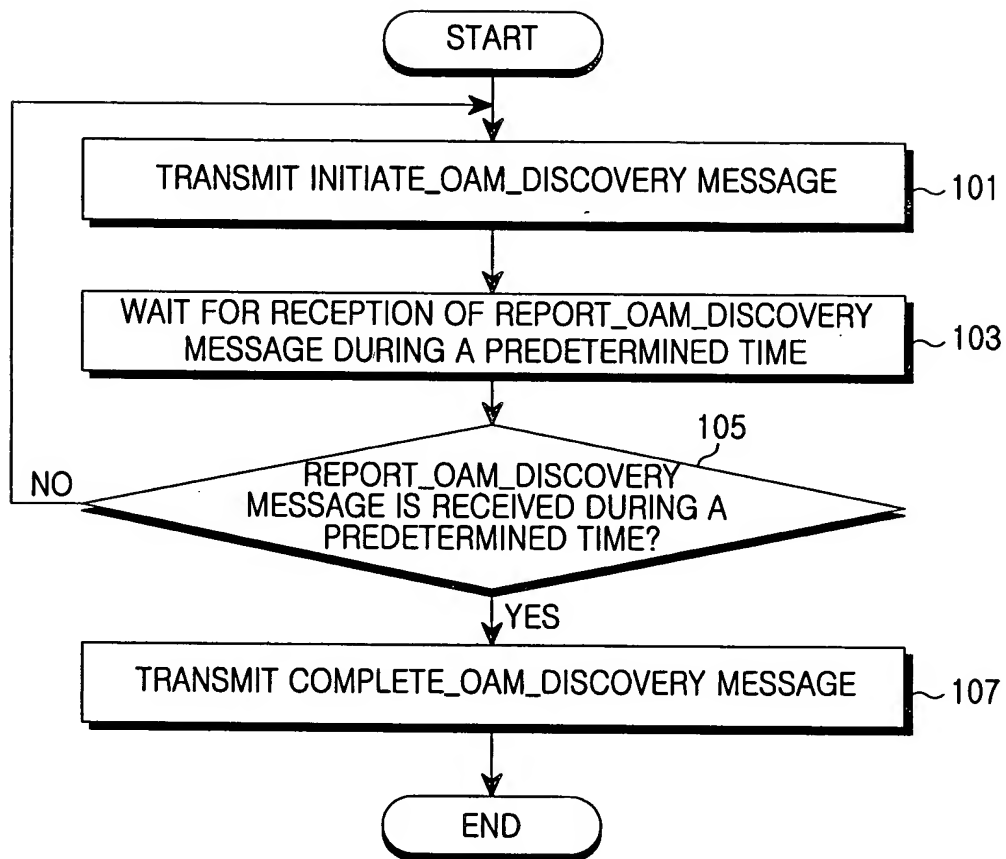 START
TRANSMIT INITIATE_OAM_DISCOVERY MESSAGE
101
WAIT FOR RECEPTION OF REPORT_OAM_DISCOVERY
MESSAGE DURING A PREDETERMINED TIME
103
105
REPORT_OAM_DISCOVERY
MESSAGE IS RECEIVED DURING A
PREDETERMINED TIME?
NO
YES
TRANSMIT COMPLETE_OAM_DISCOVERY MESSAGE
107
END